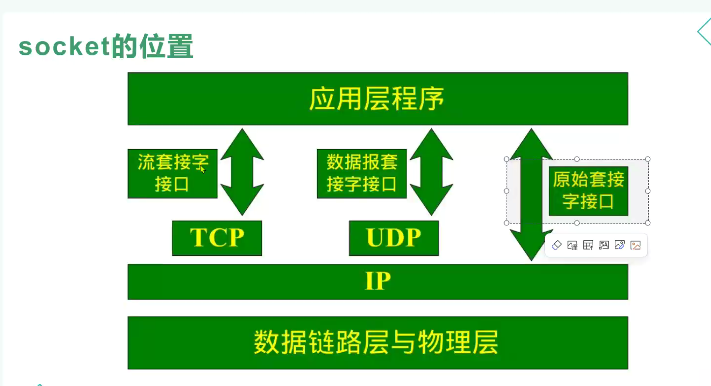 socket的位置
应用层程序
流套接字
接口
数据报套
接字接口
原始套接
字接口
TCP
UDP
IP
数据链路层与物理层